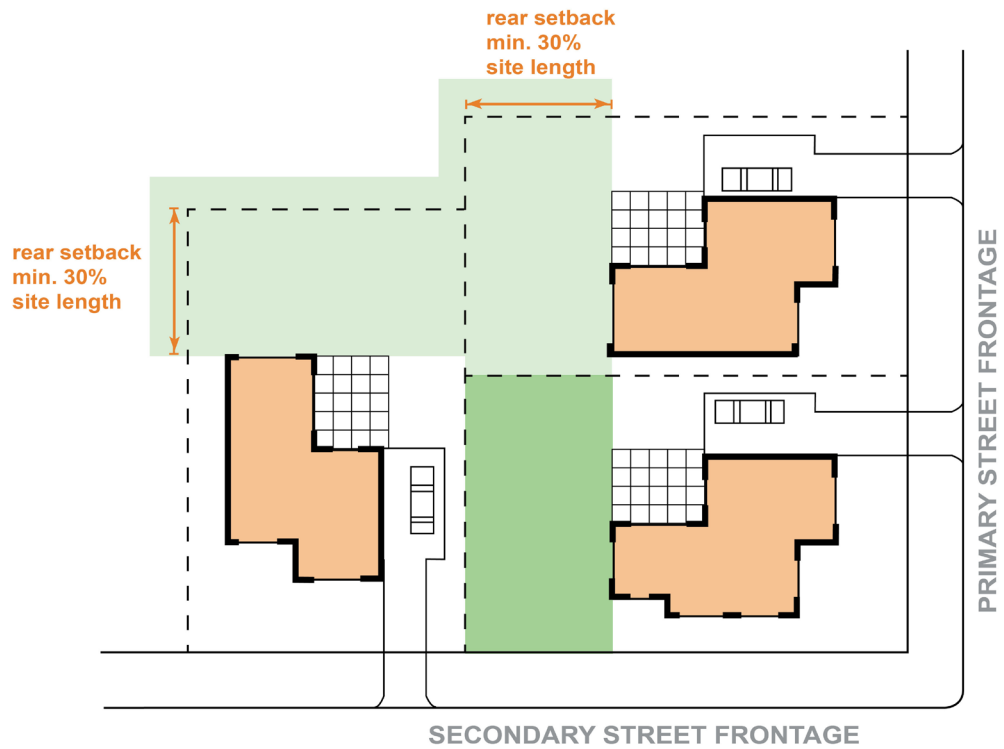 rear setback
min. 30%
site length
rear setback
min. 30%
site length
PRIMARY STREET FRONTAGE
SECONDARY STREET FRONTAGE